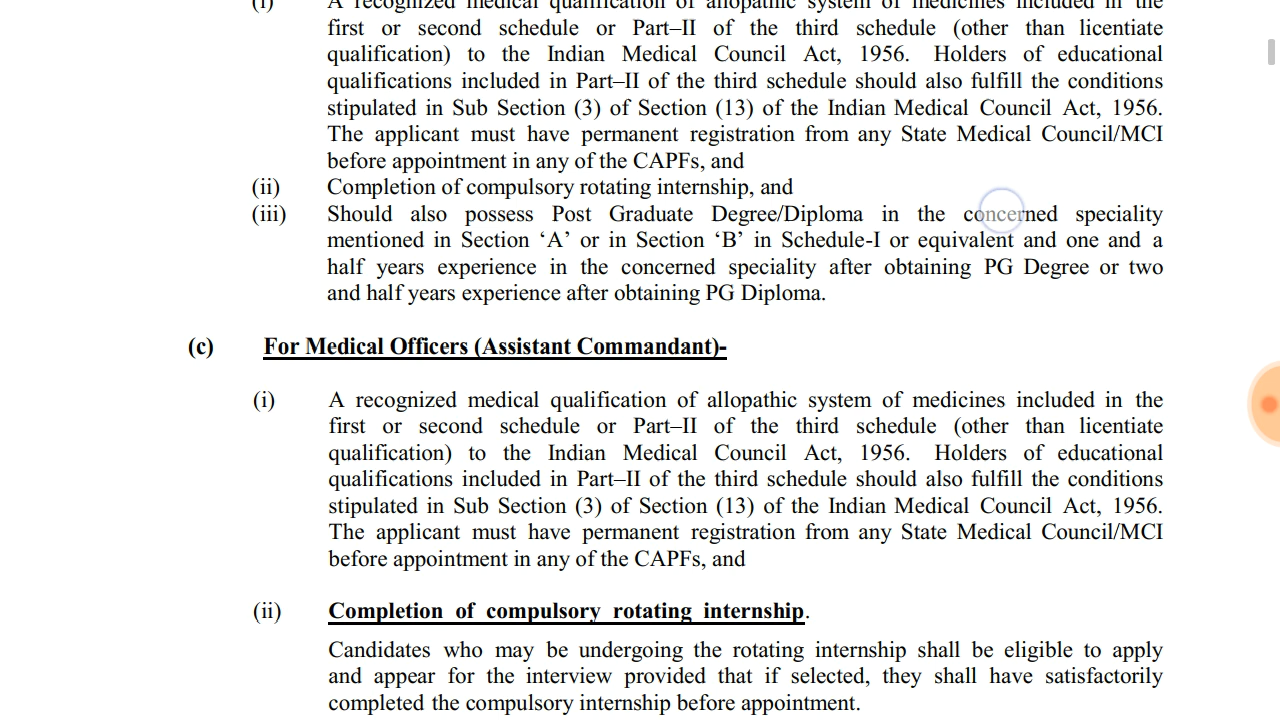 (i) A recognized medical qualification of allopathic system of medicines included in the
first or second schedule or Part–II of the third schedule (other than licentiate
qualification) to the Indian Medical Council Act, 1956. Holders of educational
qualifications included in Part–II of the third schedule should also fulfill the conditions
stipulated in Sub Section (3) of Section (13) of the Indian Medical Council Act, 1956.
The applicant must have permanent registration from any State Medical Council/MCI
before appointment in any of the CAPFs, and
(ii) Completion of compulsory rotating internship, and
(iii) Should also possess Post Graduate Degree/Diploma in the concerned speciality
mentioned in Section ‘A’ or in Section ‘B’ in Schedule-I or equivalent and one and a
half years experience in the concerned speciality after obtaining PG Degree or two
and half years experience after obtaining PG Diploma.
(c) For Medical Officers (Assistant Commandant)-
(i) A recognized medical qualification of allopathic system of medicines included in the
first or second schedule or Part–II of the third schedule (other than licentiate
qualification) to the Indian Medical Council Act, 1956. Holders of educational
qualifications included in Part–II of the third schedule should also fulfill the conditions
stipulated in Sub Section (3) of Section (13) of the Indian Medical Council Act, 1956.
The applicant must have permanent registration from any State Medical Council/MCI
before appointment in any of the CAPFs, and
(ii) Completion of compulsory rotating internship.
Candidates who may be undergoing the rotating internship shall be eligible to apply
and appear for the interview provided that if selected, they shall have satisfactorily
completed the compulsory internship before appointment.